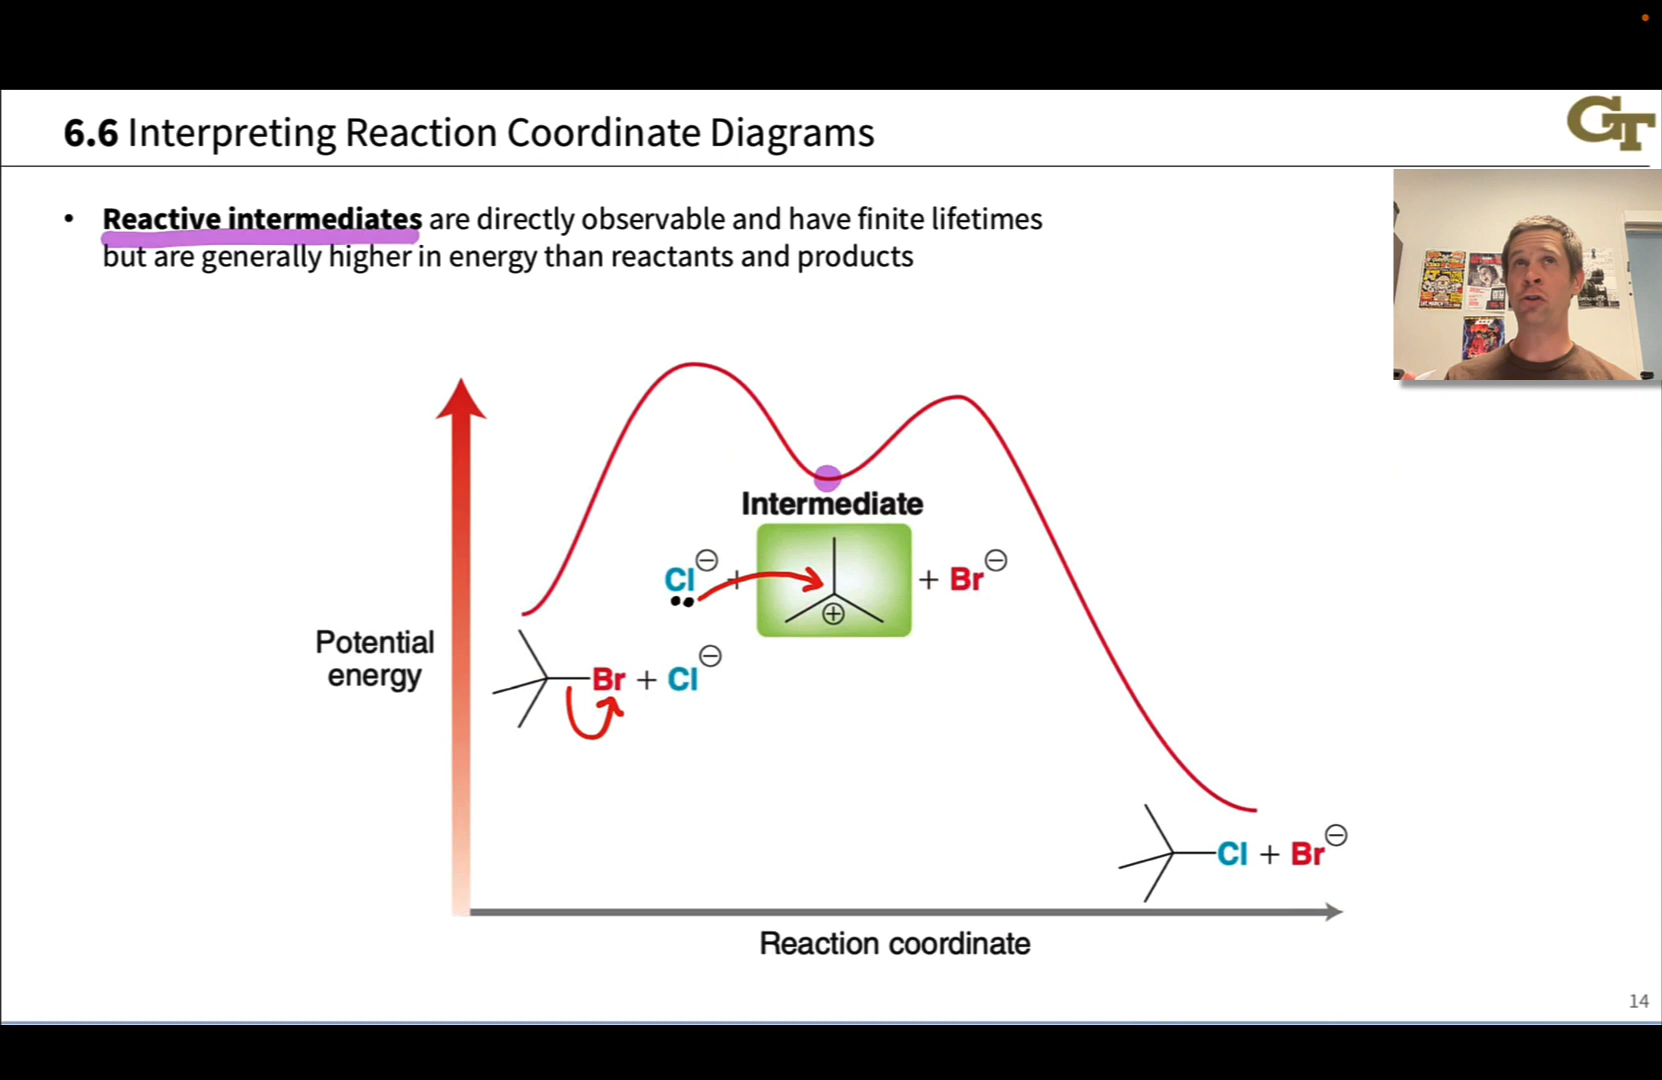 6.6 Interpreting Reaction Coordinate Diagrams
GT
• Reactive intermediates are directly observable and have finite lifetimes
but are generally higher in energy than reactants and products
Intermediate
Cl⊖ + ⊕ + Br⊖
Potential
energy
Br + Cl⊖
Cl + Br⊖
Reaction coordinate
14